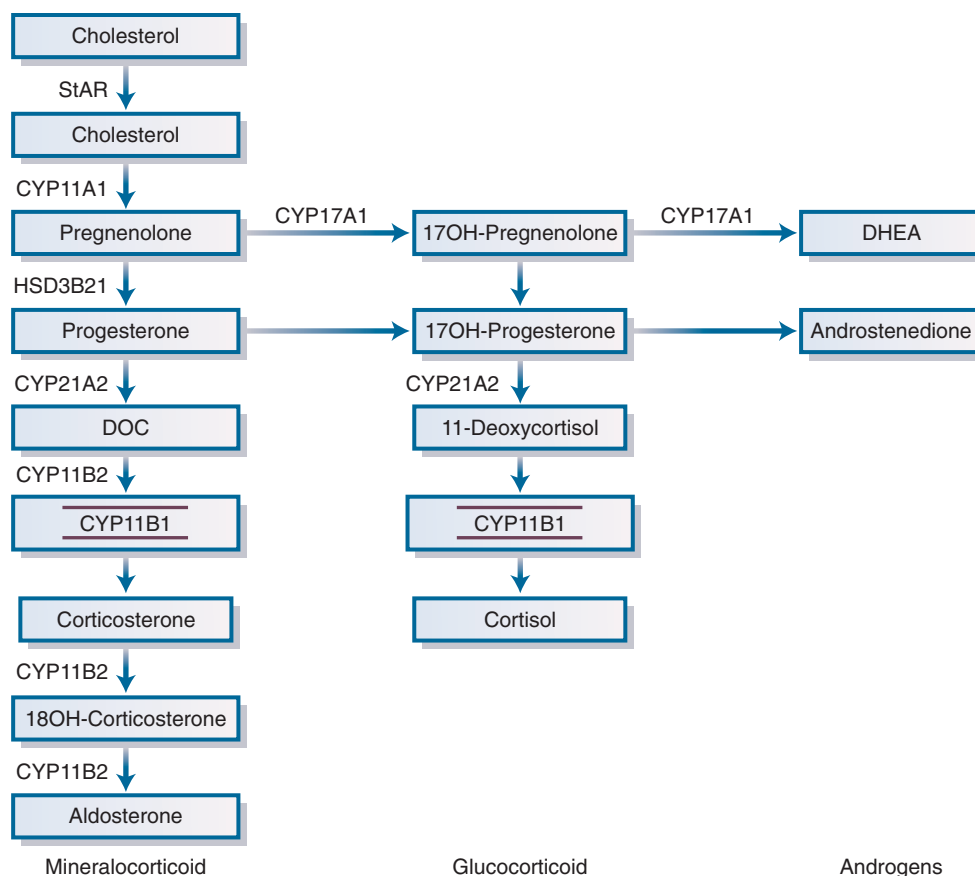 Cholesterol
StAR
Cholesterol
CYP11A1
CYP17A1
CYP17A1
Pregnenolone
17OH-Pregnenolone
DHEA
HSD3B21
Progesterone
17OH-Progesterone
Androstenedione
CYP21A2
CYP21A2
DOC
11-Deoxycortisol
CYP11B2
CYP11B1
CYP11B1
Corticosterone
Cortisol
CYP11B2
18OH-Corticosterone
CYP11B2
Aldosterone
Mineralocorticoid
Glucocorticoid
Androgens